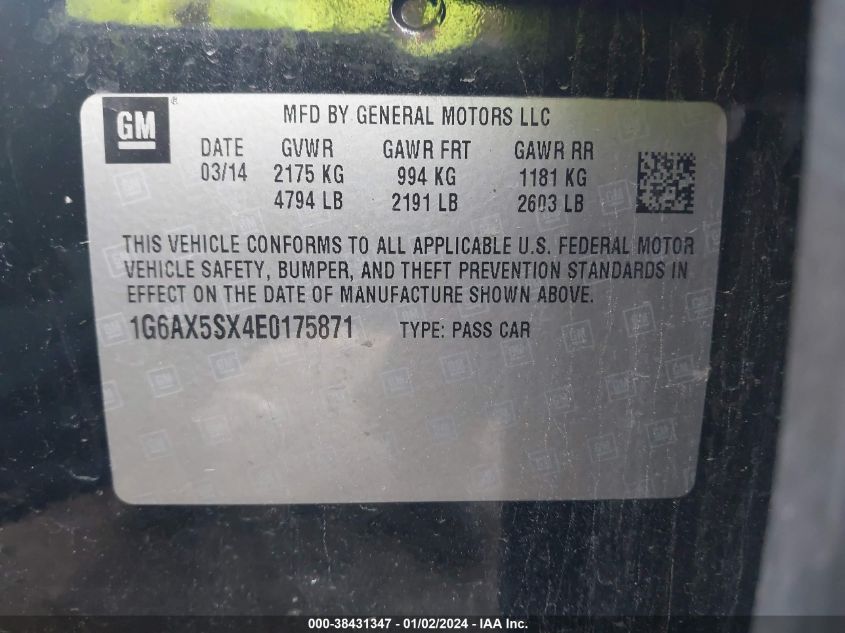 GM ®
MFD BY GENERAL MOTORS LLC
DATE GVWR GAWR FRT GAWR RR
03/14 2175 KG 994 KG 1181 KG
4794 LB 2191 LB 2603 LB
THIS VEHICLE CONFORMS TO ALL APPLICABLE U.S. FEDERAL MOTOR
VEHICLE SAFETY, BUMPER, AND THEFT PREVENTION STANDARDS IN
EFFECT ON THE DATE OF MANUFACTURE SHOWN ABOVE.
1G6AX5SX4E0175871 TYPE: PASS CAR
000-38431347 - 01/02/2024 - IAA Inc.